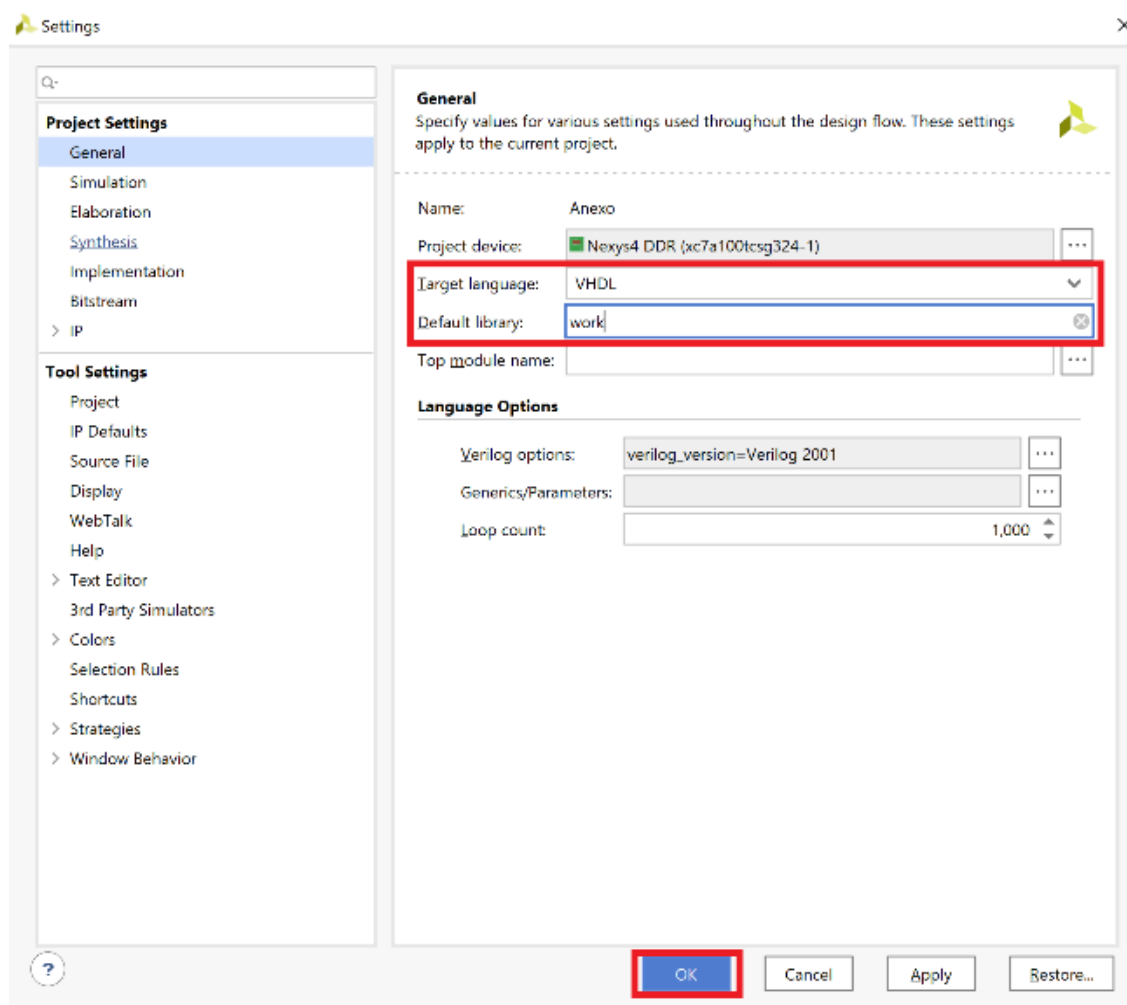 Settings
Project Settings
General
Simulation
Elaboration
Synthesis
Implementation
Bitstream
> IP
Tool Settings
Project
IP Defaults
Source File
Display
WebTalk
Help
> Text Editor
3rd Party Simulators
> Colors
Selection Rules
Shortcuts
> Strategies
> Window Behavior
General
Specify values for various settings used throughout the design flow. These settings
apply to the current project.
Name: Anexo
Project device: Nexys4 DDR (xc7a100tcsg324-1) ...
Target language: VHDL
Default library: work
Top module name: ...
Language Options
Verilog options: verilog_version=Verilog 2001 ...
Generics/Parameters: ...
Loop count: 1,000
? OK Cancel Apply Restore...